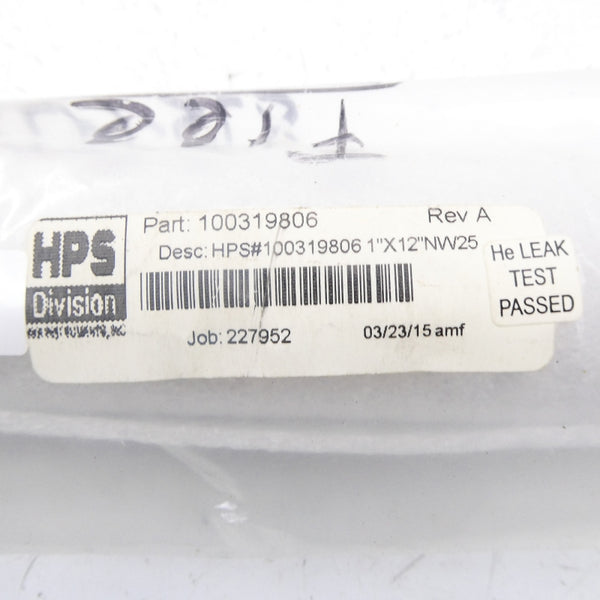 Free
HPS
Division
Part: 100319806
Rev A
Desc: HPS#100319806 1"X12"NW25
Job: 227952
03/23/15 amf
He LEAK
TEST
PASSED